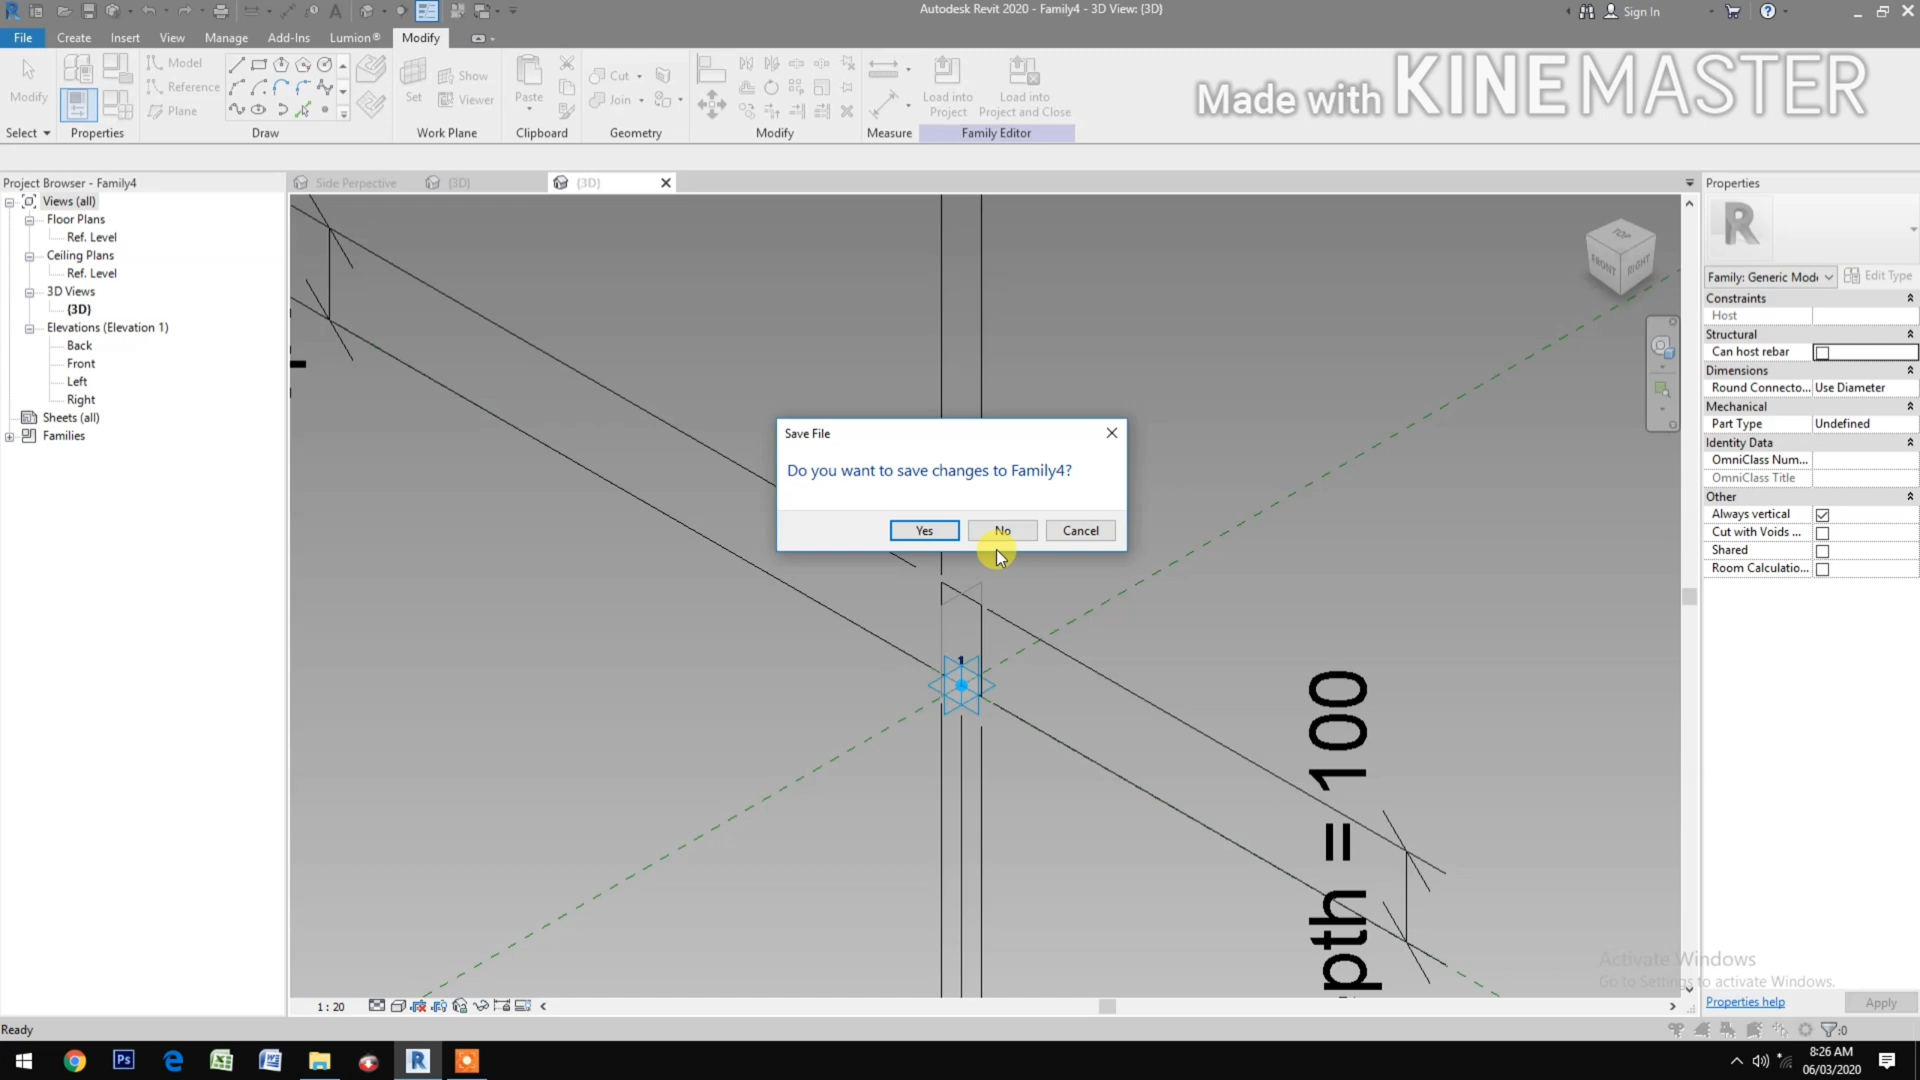 Autodesk Revit 2020 - Family4 - 3D View: {3D}
Sign In
File Create Insert View Manage Add-Ins Lumion® Modify
Made with KINEMASTER
Modify
Model
Reference
Plane
Set
Show
Viewer
Paste
Cut
Join
Load into Project
Load into Project and Close
Select Properties Draw Work Plane Clipboard Geometry Modify Measure Family Editor
Project Browser - Family4
Side Perpective
{3D}
{3D}
Properties
Views (all)
Floor Plans
Ref. Level
Ceiling Plans
Ref. Level
3D Views
{3D}
Elevations (Elevation 1)
Back
Front
Left
Right
Sheets (all)
Families
TOP
FRONT
RIGHT
R
Family: Generic Mod
Edit Type
Constraints
Host
Structural
Can host rebar
Dimensions
Round Connecto... Use Diameter
Mechanical
Part Type Undefined
Identity Data
OmniClass Num...
OmniClass Title
Other
Always vertical
Cut with Voids ...
Shared
Room Calculatio...
Save File
Do you want to save changes to Family4?
Yes No Cancel
1
pth = 100
Activate Windows
Go to Settings to activate Windows.
1 : 20
Properties help
Apply
Ready
:0
8:26 AM
06/03/2020